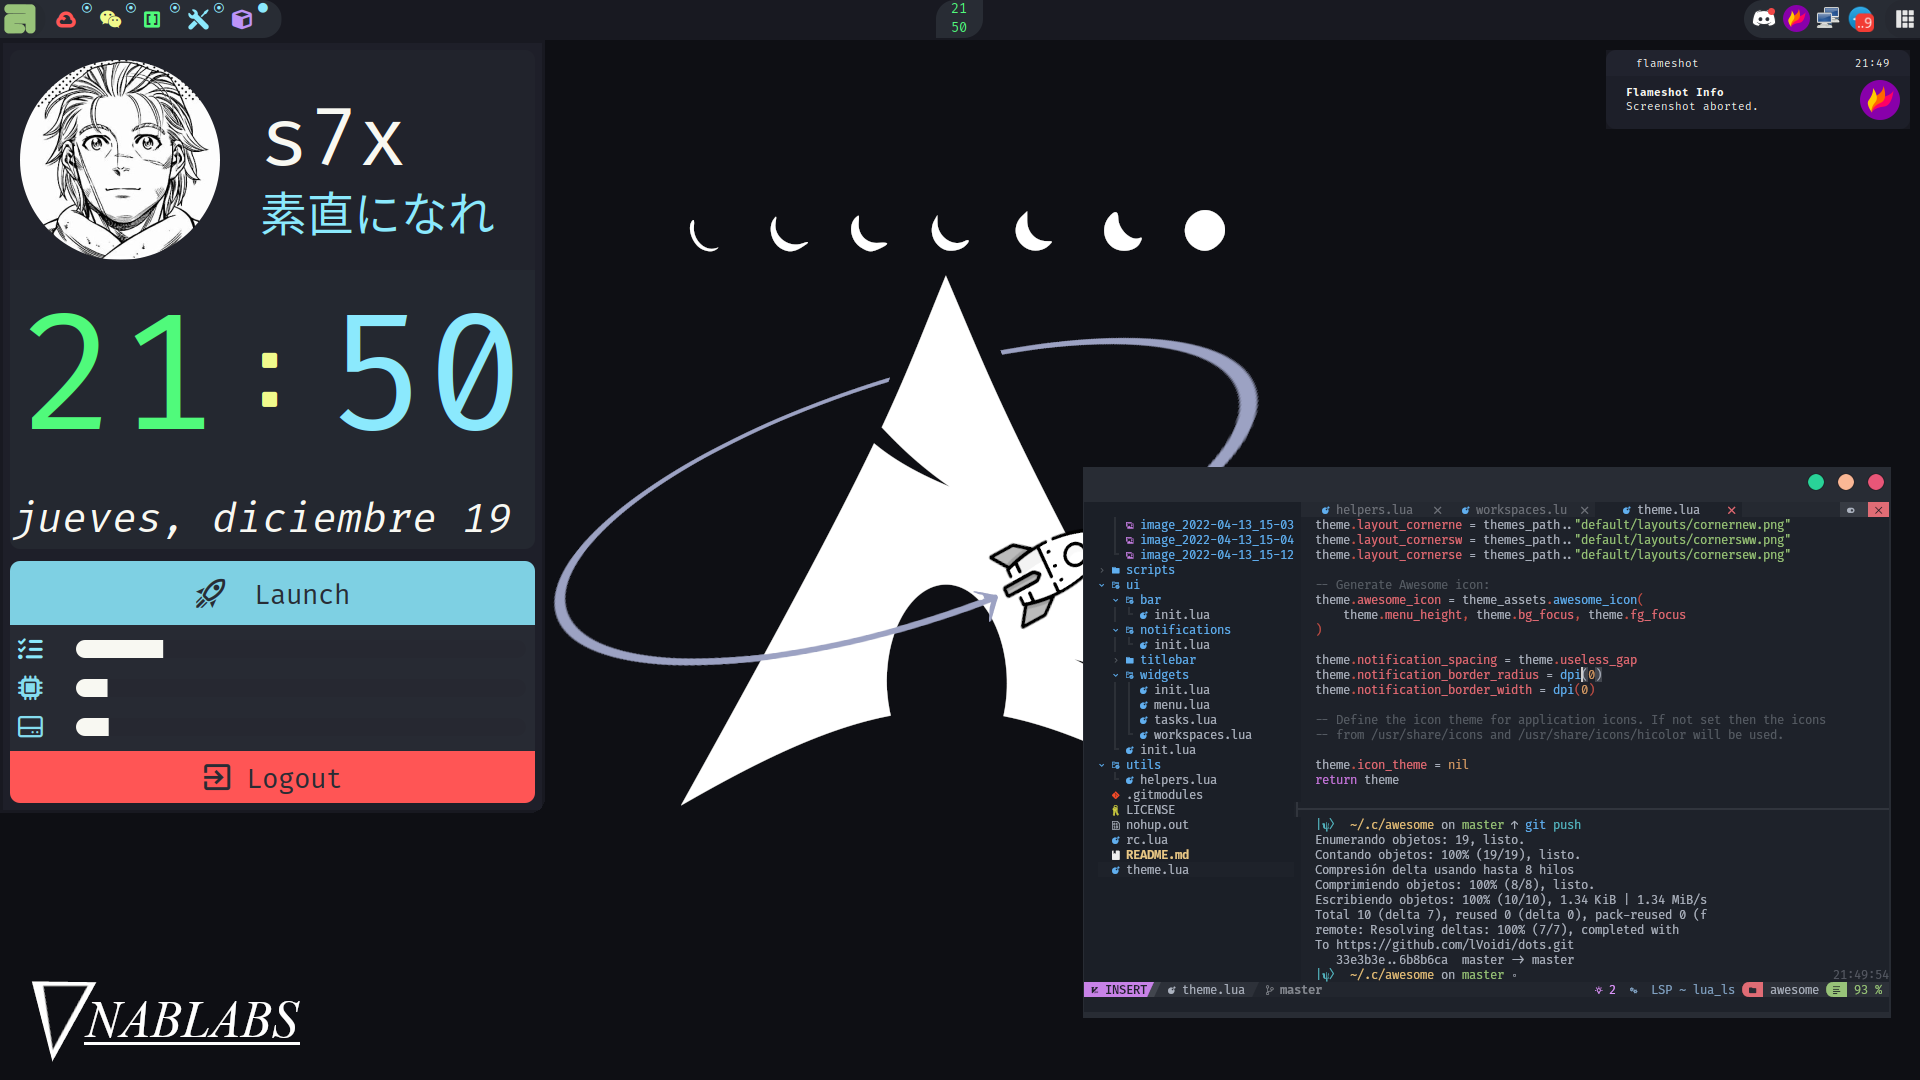 21
50
..9
flameshot 21:49
Flameshot Info
Screenshot aborted.
s7x
素直になれ
21:50
jueves, diciembre 19
Launch
Logout
NABLABS
helpers.lua
workspaces.lu
theme.lua
image_2022-04-13_15-03
image_2022-04-13_15-04
image_2022-04-13_15-12
scripts
ui
bar
init.lua
notifications
init.lua
titlebar
widgets
init.lua
menu.lua
tasks.lua
workspaces.lua
init.lua
utils
helpers.lua
.gitmodules
LICENSE
nohup.out
rc.lua
README.md
theme.lua
theme.layout_cornerne = themes_path.."default/layouts/cornernew.png"
theme.layout_cornersw = themes_path.."default/layouts/cornersww.png"
theme.layout_cornerse = themes_path.."default/layouts/cornersew.png"
-- Generate Awesome icon:
theme.awesome_icon = theme_assets.awesome_icon(
theme.menu_height, theme.bg_focus, theme.fg_focus
)
theme.notification_spacing = theme.useless_gap
theme.notification_border_radius = dpi(0)
theme.notification_border_width = dpi(0)
-- Define the icon theme for application icons. If not set then the icons
-- from /usr/share/icons and /usr/share/icons/hicolor will be used.
theme.icon_theme = nil
return theme
|ψ⟩ ~/.c/awesome on master ↑ git push
Enumerando objetos: 19, listo.
Contando objetos: 100% (19/19), listo.
Compresión delta usando hasta 8 hilos
Comprimiendo objetos: 100% (8/8), listo.
Escribiendo objetos: 100% (10/10), 1.34 KiB | 1.34 MiB/s
Total 10 (delta 7), reused 0 (delta 0), pack-reused 0 (f
remote: Resolving deltas: 100% (7/7), completed with
To https://github.com/lVoidi/dots.git
33e3b3e..6b8b6ca master -> master
|ψ⟩ ~/.c/awesome on master 21:49:54
INSERT theme.lua master 2 LSP ~ lua_ls awesome 93 %